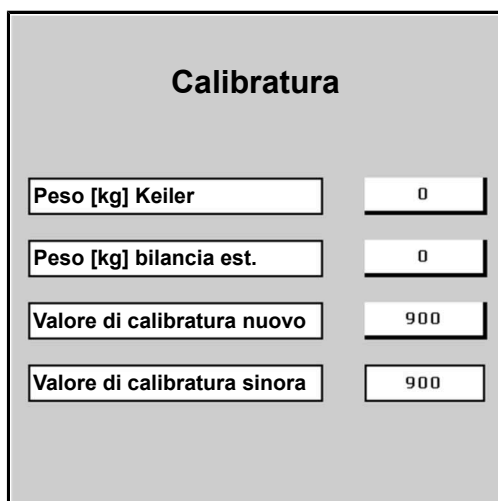 Calibratura
Peso [kg] Keiler 0
Peso [kg] bilancia est. 0
Valore di calibratura nuovo 900
Valore di calibratura sinora 900